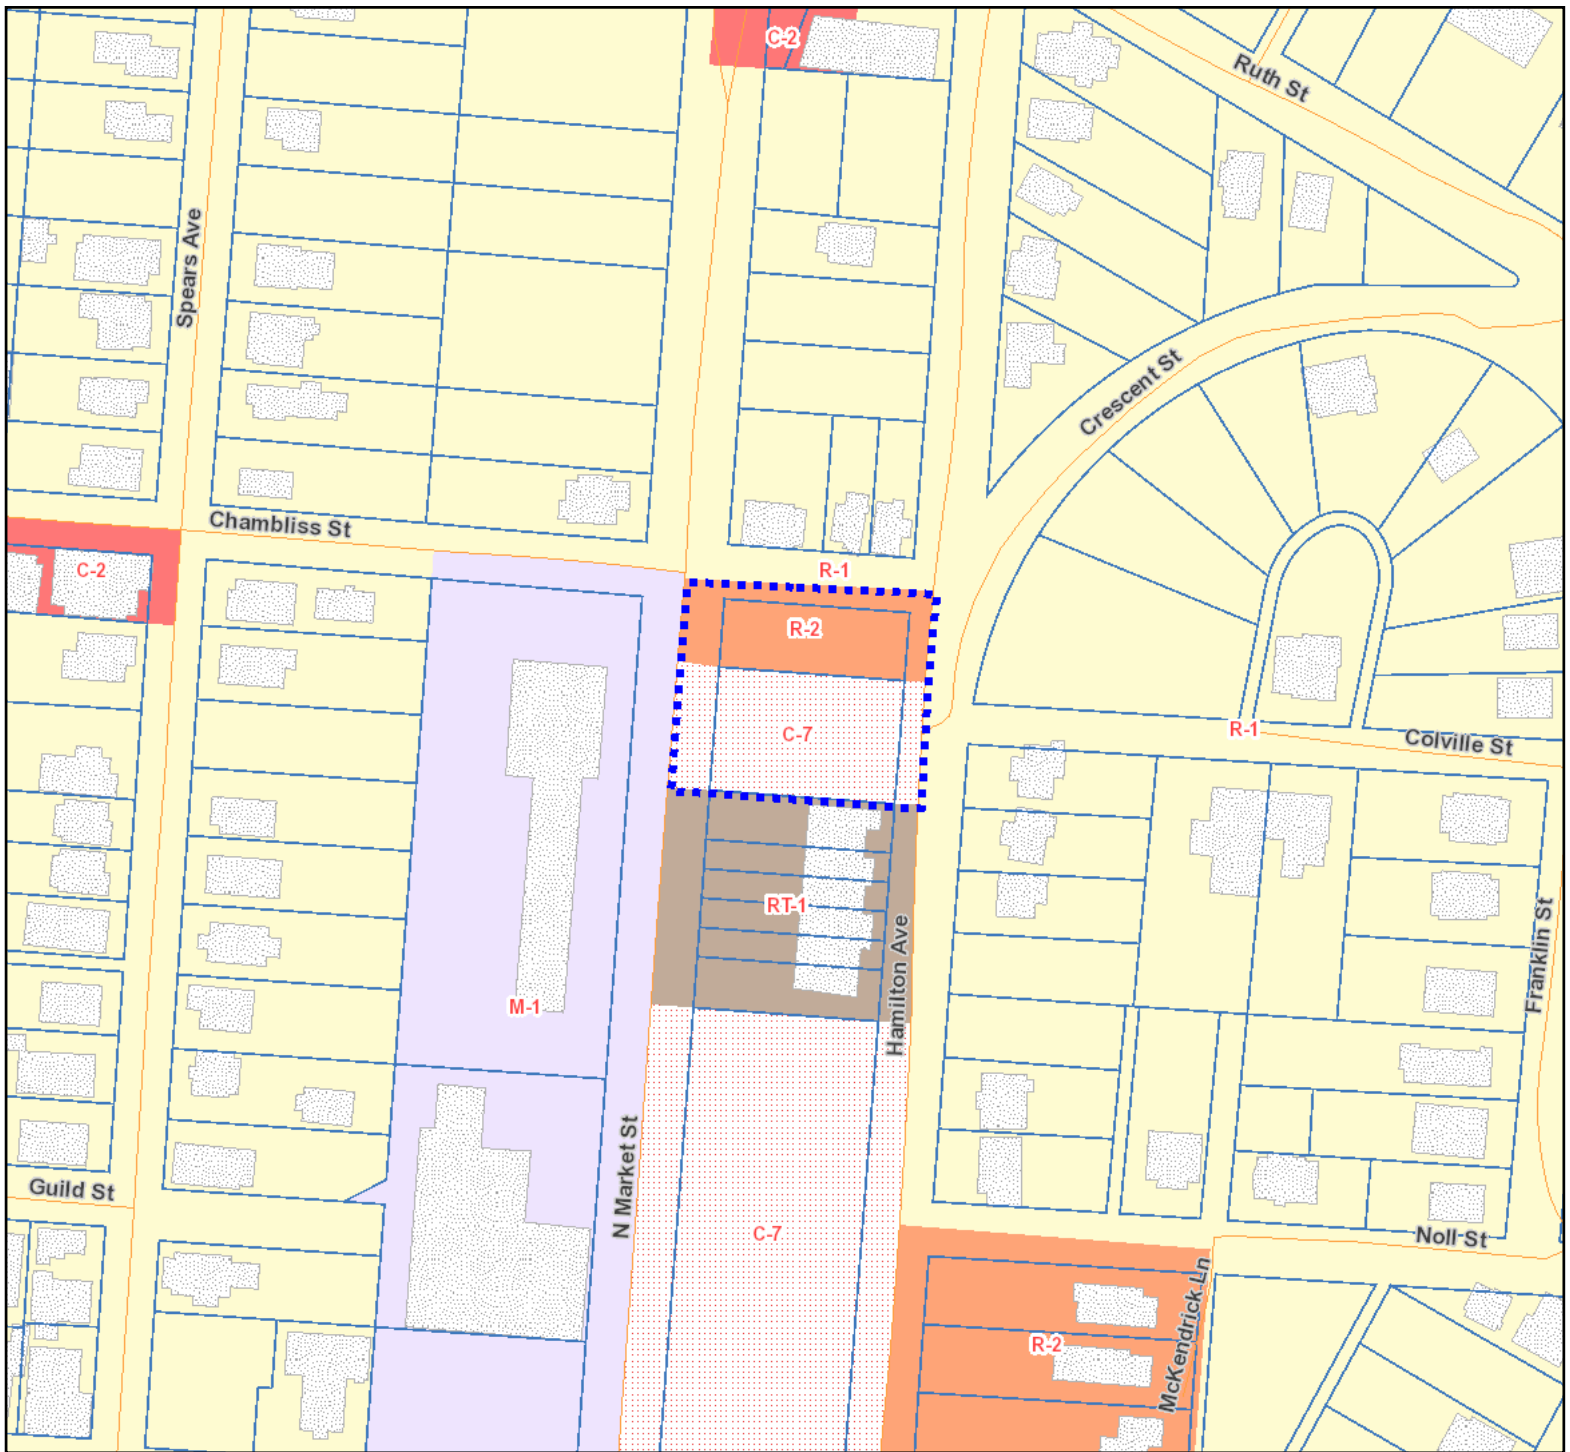 C-2
Ruth St
Spears Ave
Crescent St
Chambliss St
C-2
R-1
R-2
C-7
R-1
Colville St
RT-1
Hamilton Ave
Franklin St
M-1
N Market St
Guild St
C-7
Noll St
McKendrick Ln
R-2